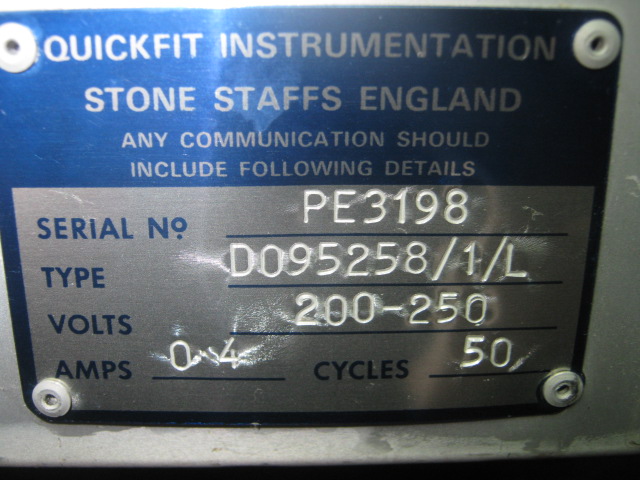 QUICKFIT INSTRUMENTATION
STONE STAFFS ENGLAND
ANY COMMUNICATION SHOULD
INCLUDE FOLLOWING DETAILS
SERIAL Nº PE3198
TYPE D095258/1/L
VOLTS 200-250
AMPS 0.4 CYCLES 50